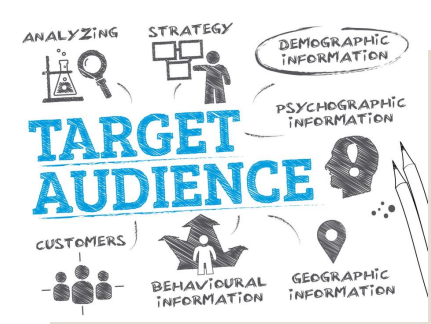 ANALYZiNG
STRATEGY
DEMOGRAPHiC
iNFORMATiON
PSYCHOGRAPHiC
iNFORMATiON
TARGET
AUDIENCE
CUSTOMERS
BEHAViOURAL
iNFORMATiON
GEOGRAPHiC
iNFORMATiON